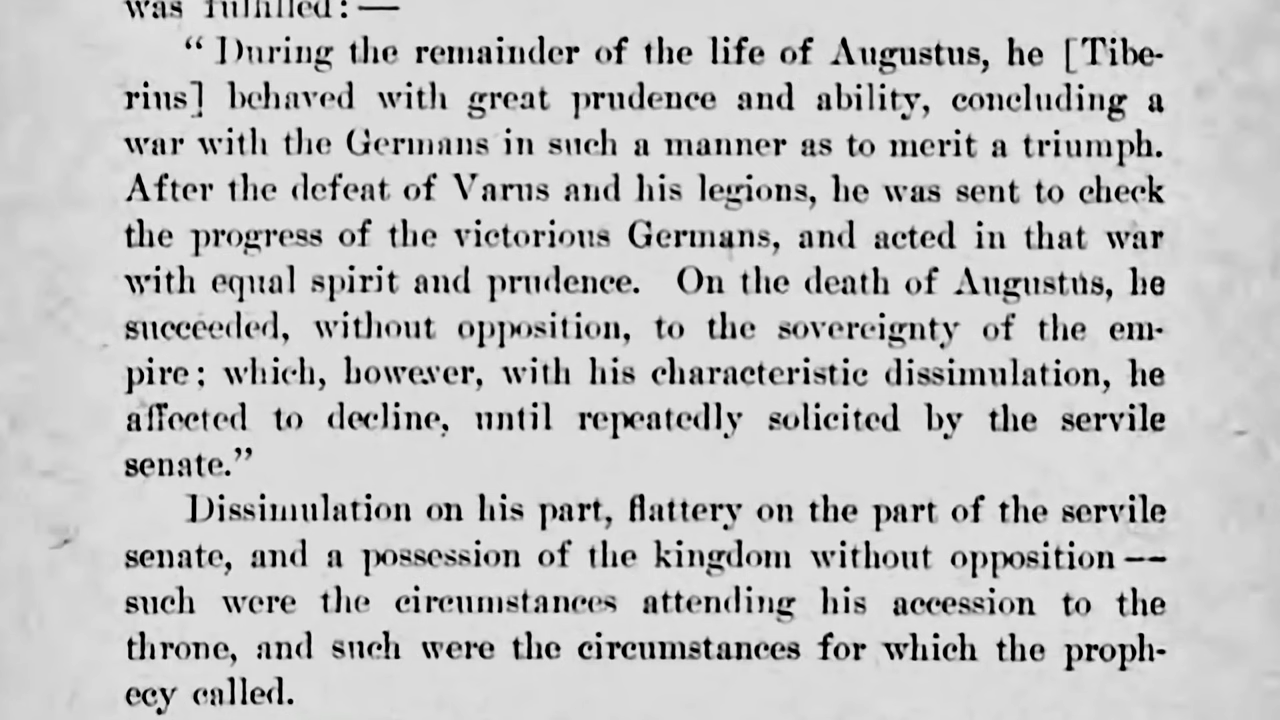 was fulfilled: —
“ During the remainder of the life of Augustus, he [Tibe-
rius] behaved with great prudence and ability, concluding a
war with the Germans in such a manner as to merit a triumph.
After the defeat of Varus and his legions, he was sent to check
the progress of the victorious Germans, and acted in that war
with equal spirit and prudence. On the death of Augustus, he
succeeded, without opposition, to the sovereignty of the em-
pire; which, however, with his characteristic dissimulation, he
affected to decline, until repeatedly solicited by the servile
senate.”
Dissimulation on his part, flattery on the part of the servile
senate, and a possession of the kingdom without opposition —
such were the circumstances attending his accession to the
throne, and such were the circumstances for which the proph-
ecy called.